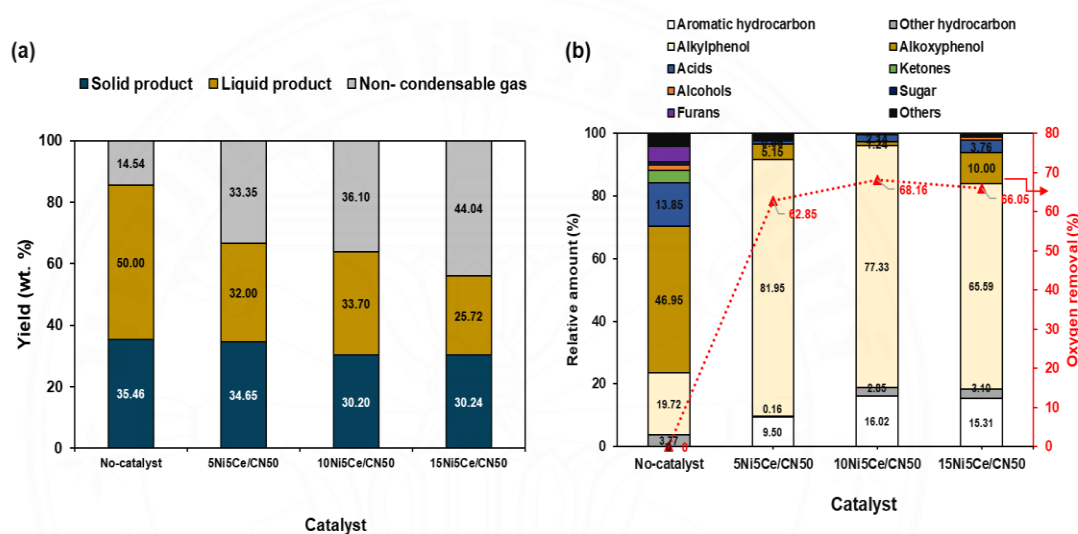 (a)
Solid product Liquid product Non- condensable gas
Yield (wt. %)
100
80
60
40
20
0
14.54 33.35 36.10 44.04
50.00 32.00 33.70 25.72
35.46 34.65 30.20 30.24
No-catalyst 5Ni5Ce/CN50 10Ni5Ce/CN50 15Ni5Ce/CN50
Catalyst
(b)
Aromatic hydrocarbon Other hydrocarbon
Alkylphenol Alkoxyphenol
Acids Ketones
Alcohols Sugar
Furans Others
Relative amount (%)
100
80
60
40
20
0
13.85
46.95
19.72
3.77
0
5.15
62.85
81.95
0.16
9.50
1.24
68.16
77.33
2.85
16.02
3.76
10.00
66.05
65.59
3.10
15.31
Oxygen removal (%)
80
70
60
50
40
30
20
10
0
No-catalyst 5Ni5Ce/CN50 10Ni5Ce/CN50 15Ni5Ce/CN50
Catalyst